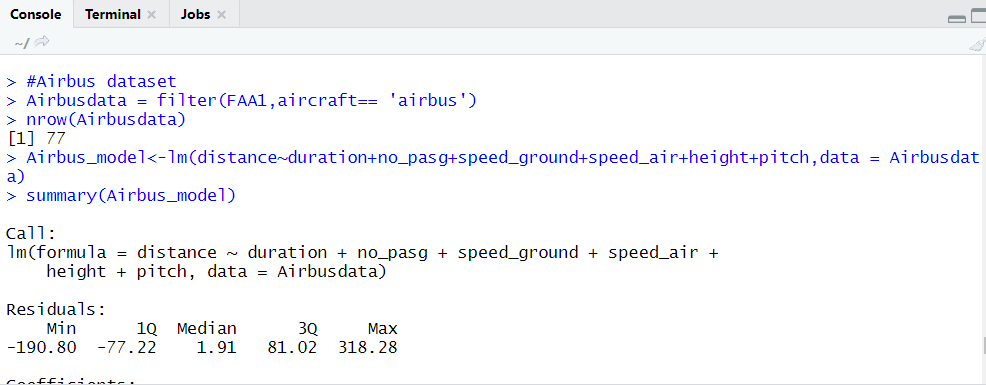 Console Terminal Jobs
~/
> #Airbus dataset
> Airbusdata = filter(FAA1,aircraft== 'airbus')
> nrow(Airbusdata)
[1] 77
> Airbus_model<-lm(distance~duration+no_pasg+speed_ground+speed_air+height+pitch,data = Airbusdat
a)
> summary(Airbus_model)
Call:
lm(formula = distance ~ duration + no_pasg + speed_ground + speed_air +
    height + pitch, data = Airbusdata)
Residuals:
    Min      1Q  Median      3Q     Max
-190.80  -77.22    1.91   81.02  318.28
Coefficients: